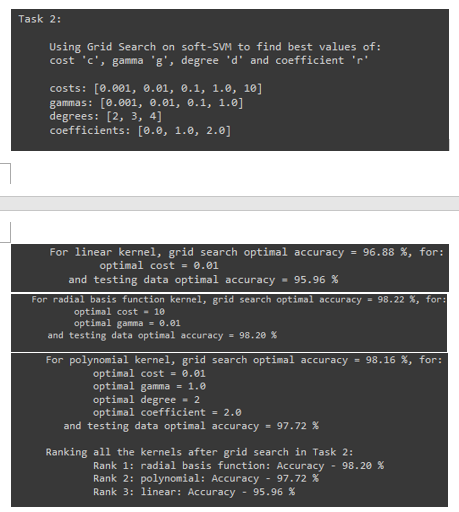 Task 2:
Using Grid Search on soft-SVM to find best values of:
cost 'c', gamma 'g', degree 'd' and coefficient 'r'
costs: [0.001, 0.01, 0.1, 1.0, 10]
gammas: [0.001, 0.01, 0.1, 1.0]
degrees: [2, 3, 4]
coefficients: [0.0, 1.0, 2.0]
For linear kernel, grid search optimal accuracy = 96.88 %, for:
optimal cost = 0.01
and testing data optimal accuracy = 95.96 %
For radial basis function kernel, grid search optimal accuracy = 98.22 %, for:
optimal cost = 10
optimal gamma = 0.01
and testing data optimal accuracy = 98.20 %
For polynomial kernel, grid search optimal accuracy = 98.16 %, for:
optimal cost = 0.01
optimal gamma = 1.0
optimal degree = 2
optimal coefficient = 2.0
and testing data optimal accuracy = 97.72 %
Ranking all the kernels after grid search in Task 2:
Rank 1: radial basis function: Accuracy - 98.20 %
Rank 2: polynomial: Accuracy - 97.72 %
Rank 3: linear: Accuracy - 95.96 %